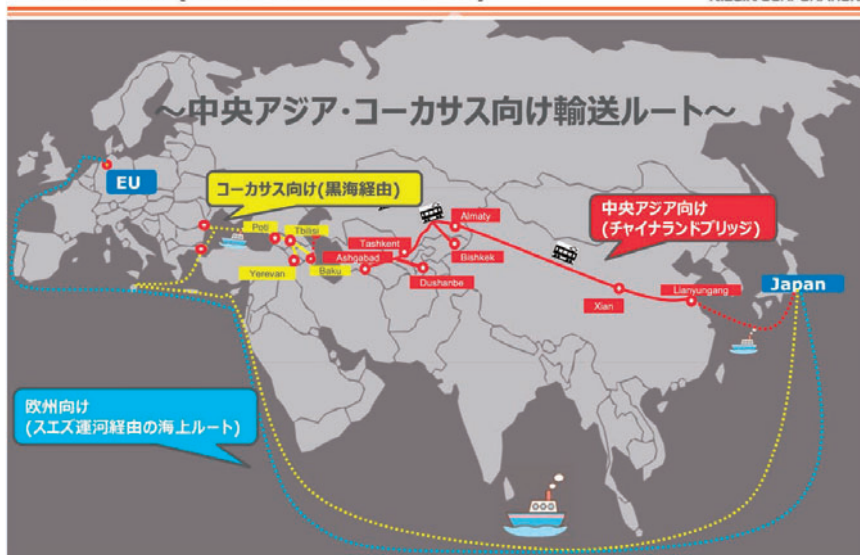 ～中央アジア・コーカサス向け輸送ルート～
EU
コーカサス向け(黒海経由)
Poti
Tbilisi
Yerevan
Baku
Almaty
Tashkent
Ashgabad
Bishkek
Dushanbe
中央アジア向け
(チャイナランドブリッジ)
Xian
Lianyungang
Japan
欧州向け
(スエズ運河経由の海上ルート)